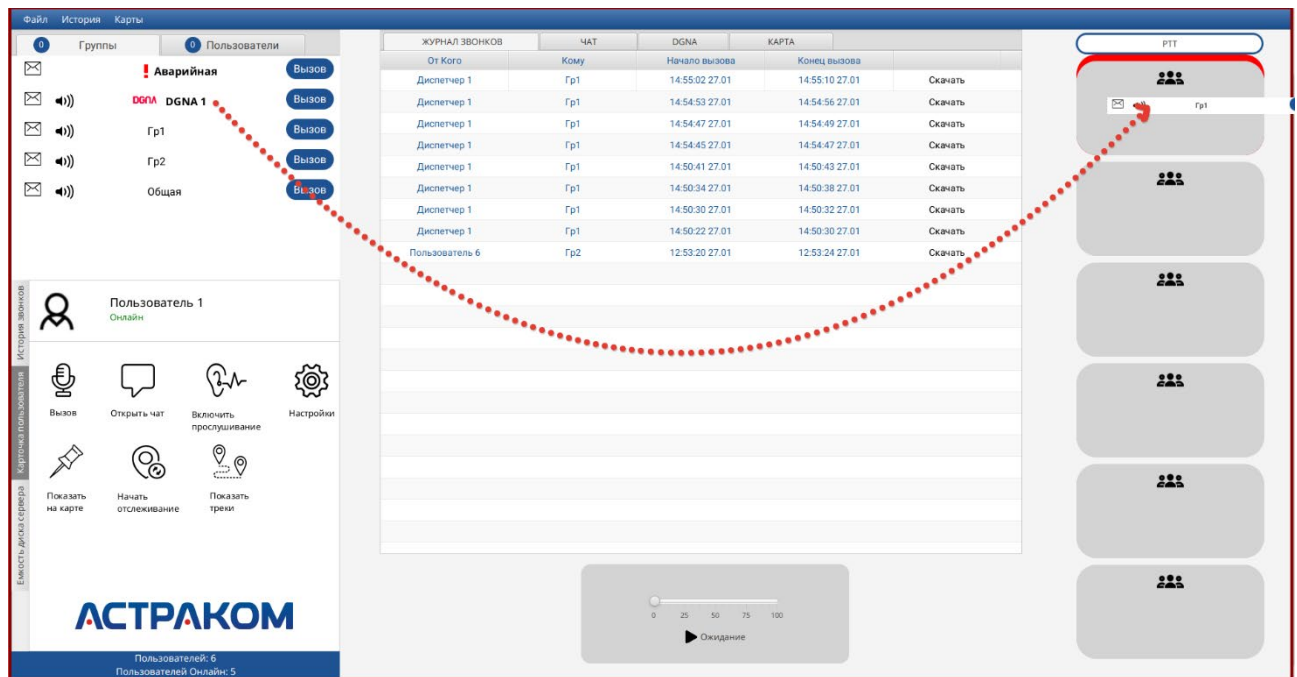 Файл История Карты
0 Группы 0 Пользователи
Аварийная Вызов
DGNA DGNA 1 Вызов
Гр1 Вызов
Гр2 Вызов
Общая Вызов
История звонков
Карточка пользователя
Емкость диска сервера
Пользователь 1
Онлайн
Вызов Открыть чат Включить прослушивание Настройки
Показать на карте Начать отслеживание Показать треки
АСТРАКОМ
Пользователей: 6
Пользователей Онлайн: 5
ЖУРНАЛ ЗВОНКОВ ЧАТ DGNA КАРТА
От Кого Кому Начало вызова Конец вызова
Диспетчер 1 Гр1 14:55:02 27.01 14:55:10 27.01 Скачать
Диспетчер 1 Гр1 14:54:53 27.01 14:54:56 27.01 Скачать
Диспетчер 1 Гр1 14:54:47 27.01 14:54:49 27.01 Скачать
Диспетчер 1 Гр1 14:54:45 27.01 14:54:47 27.01 Скачать
Диспетчер 1 Гр1 14:50:41 27.01 14:50:43 27.01 Скачать
Диспетчер 1 Гр1 14:50:34 27.01 14:50:38 27.01 Скачать
Диспетчер 1 Гр1 14:50:30 27.01 14:50:32 27.01 Скачать
Диспетчер 1 Гр1 14:50:22 27.01 14:50:30 27.01 Скачать
Пользователь 6 Гр2 12:53:20 27.01 12:53:24 27.01 Скачать
0 25 50 75 100
Ожидание
PTT
Гр1